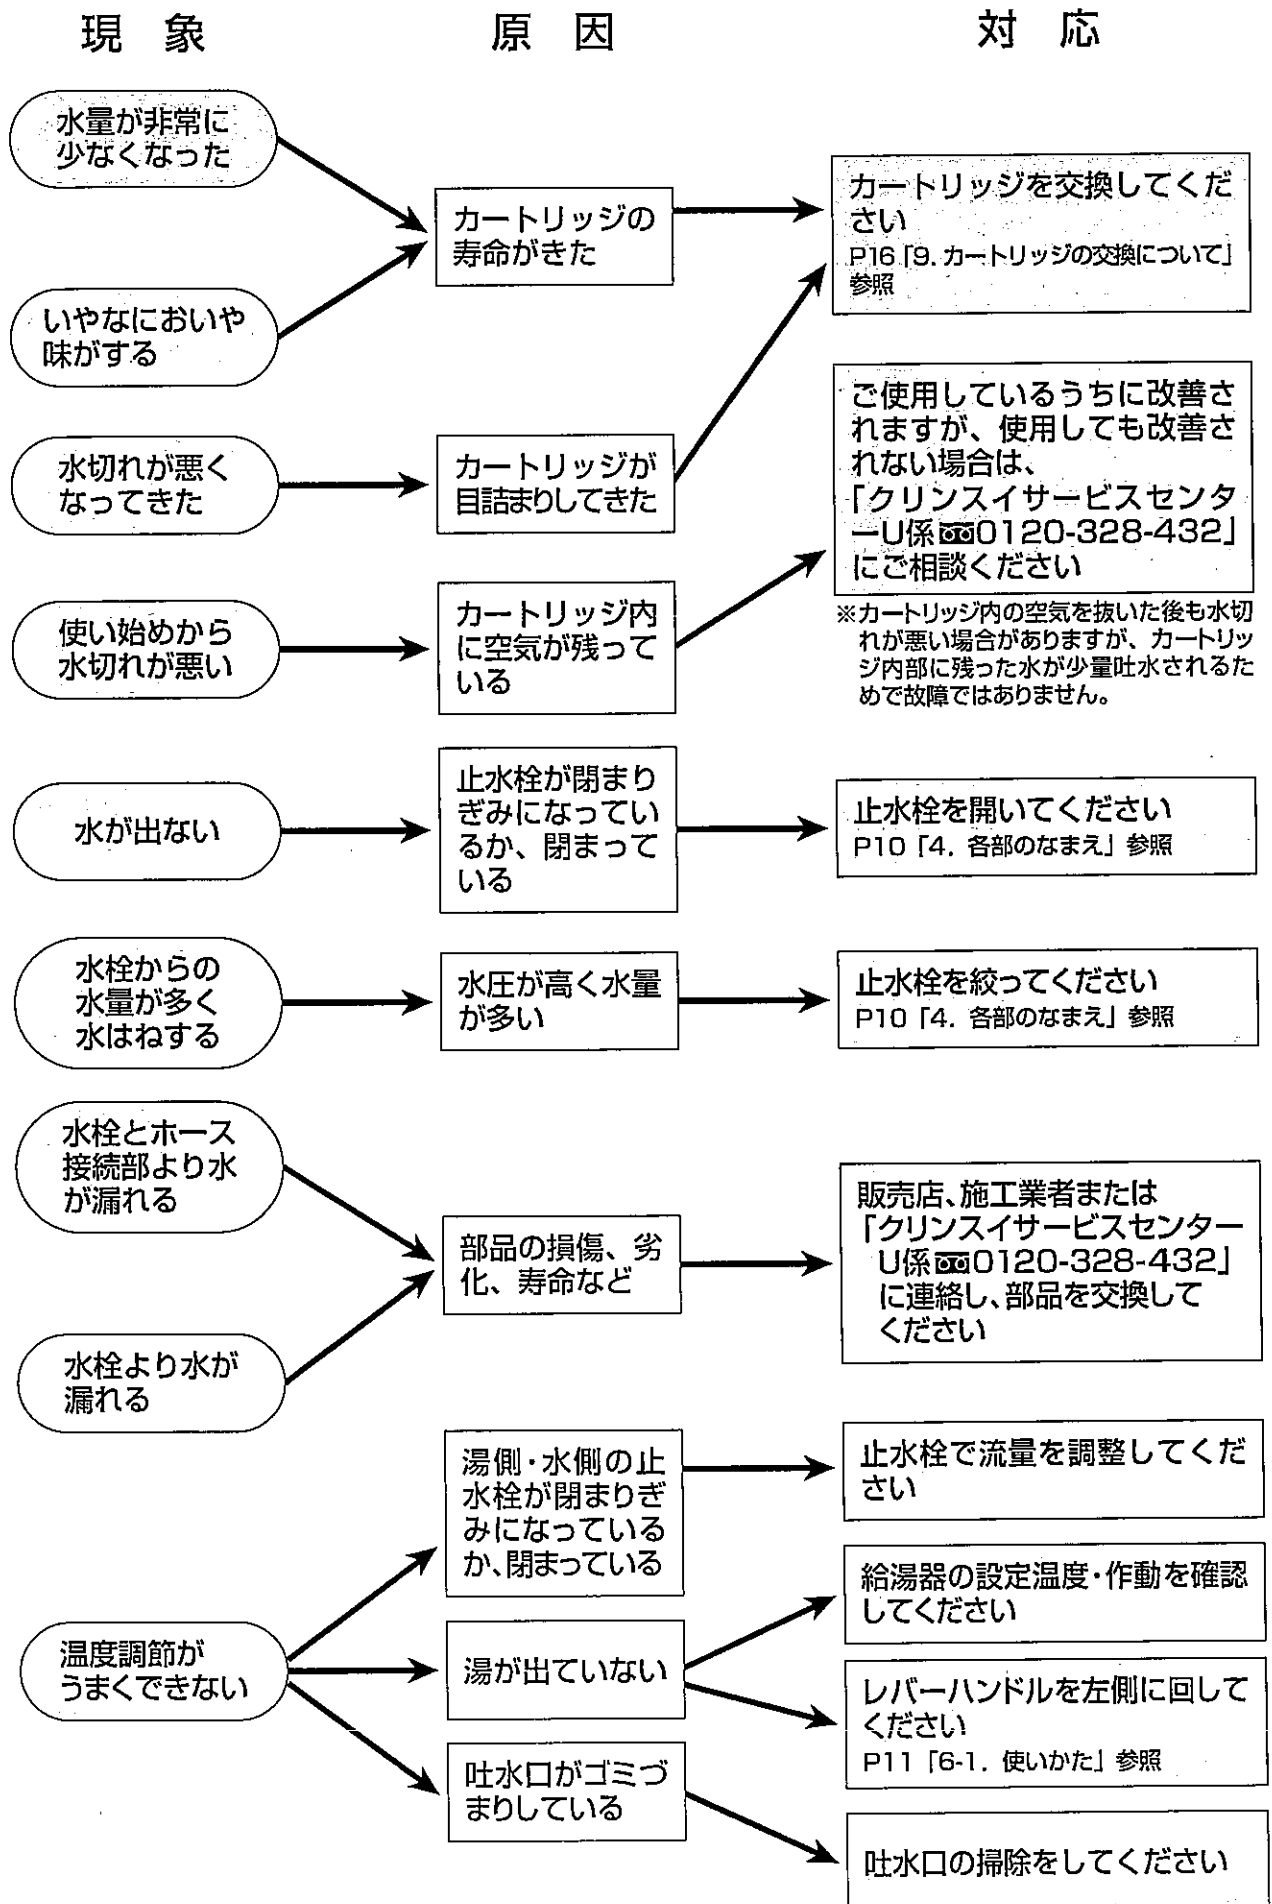 現象
原因
対応
水量が非常に
少なくなった
いやなにおいや
味がする
カートリッジの
寿命がきた
カートリッジを交換してくだ
さい
P16「9. カートリッジの交換について」
参照
水切れが悪く
なってきた
カートリッジが
目詰まりしてきた
使い始めから
水切れが悪い
カートリッジ内
に空気が残って
いる
ご使用しているうちに改善さ
れますが、使用しても改善さ
れない場合は、
「クリンスイサービスセンタ
ーU係 0120-328-432」
にご相談ください
※カートリッジ内の空気を抜いた後も水切
れが悪い場合がありますが、カートリッ
ジ内部に残った水が少量吐水されるた
めで故障ではありません。
水が出ない
止水栓が閉まり
ぎみになってい
るか、閉まって
いる
止水栓を開いてください
P10「4. 各部のなまえ」参照
水栓からの
水量が多く
水はねする
水圧が高く水量
が多い
止水栓を絞ってください
P10「4. 各部のなまえ」参照
水栓とホース
接続部より水
が漏れる
水栓より水が
漏れる
部品の損傷、劣
化、寿命など
販売店、施工業者または
「クリンスイサービスセンター
U係 0120-328-432」
に連絡し、部品を交換して
ください
温度調節が
うまくできない
湯側・水側の止
水栓が閉まりぎ
みになっている
か、閉まっている
止水栓で流量を調整してくだ
さい
湯が出ていない
給湯器の設定温度・作動を確認
してください
レバーハンドルを左側に回して
ください
P11「6-1. 使いかた」参照
吐水口がゴミづ
まりしている
吐水口の掃除をしてください